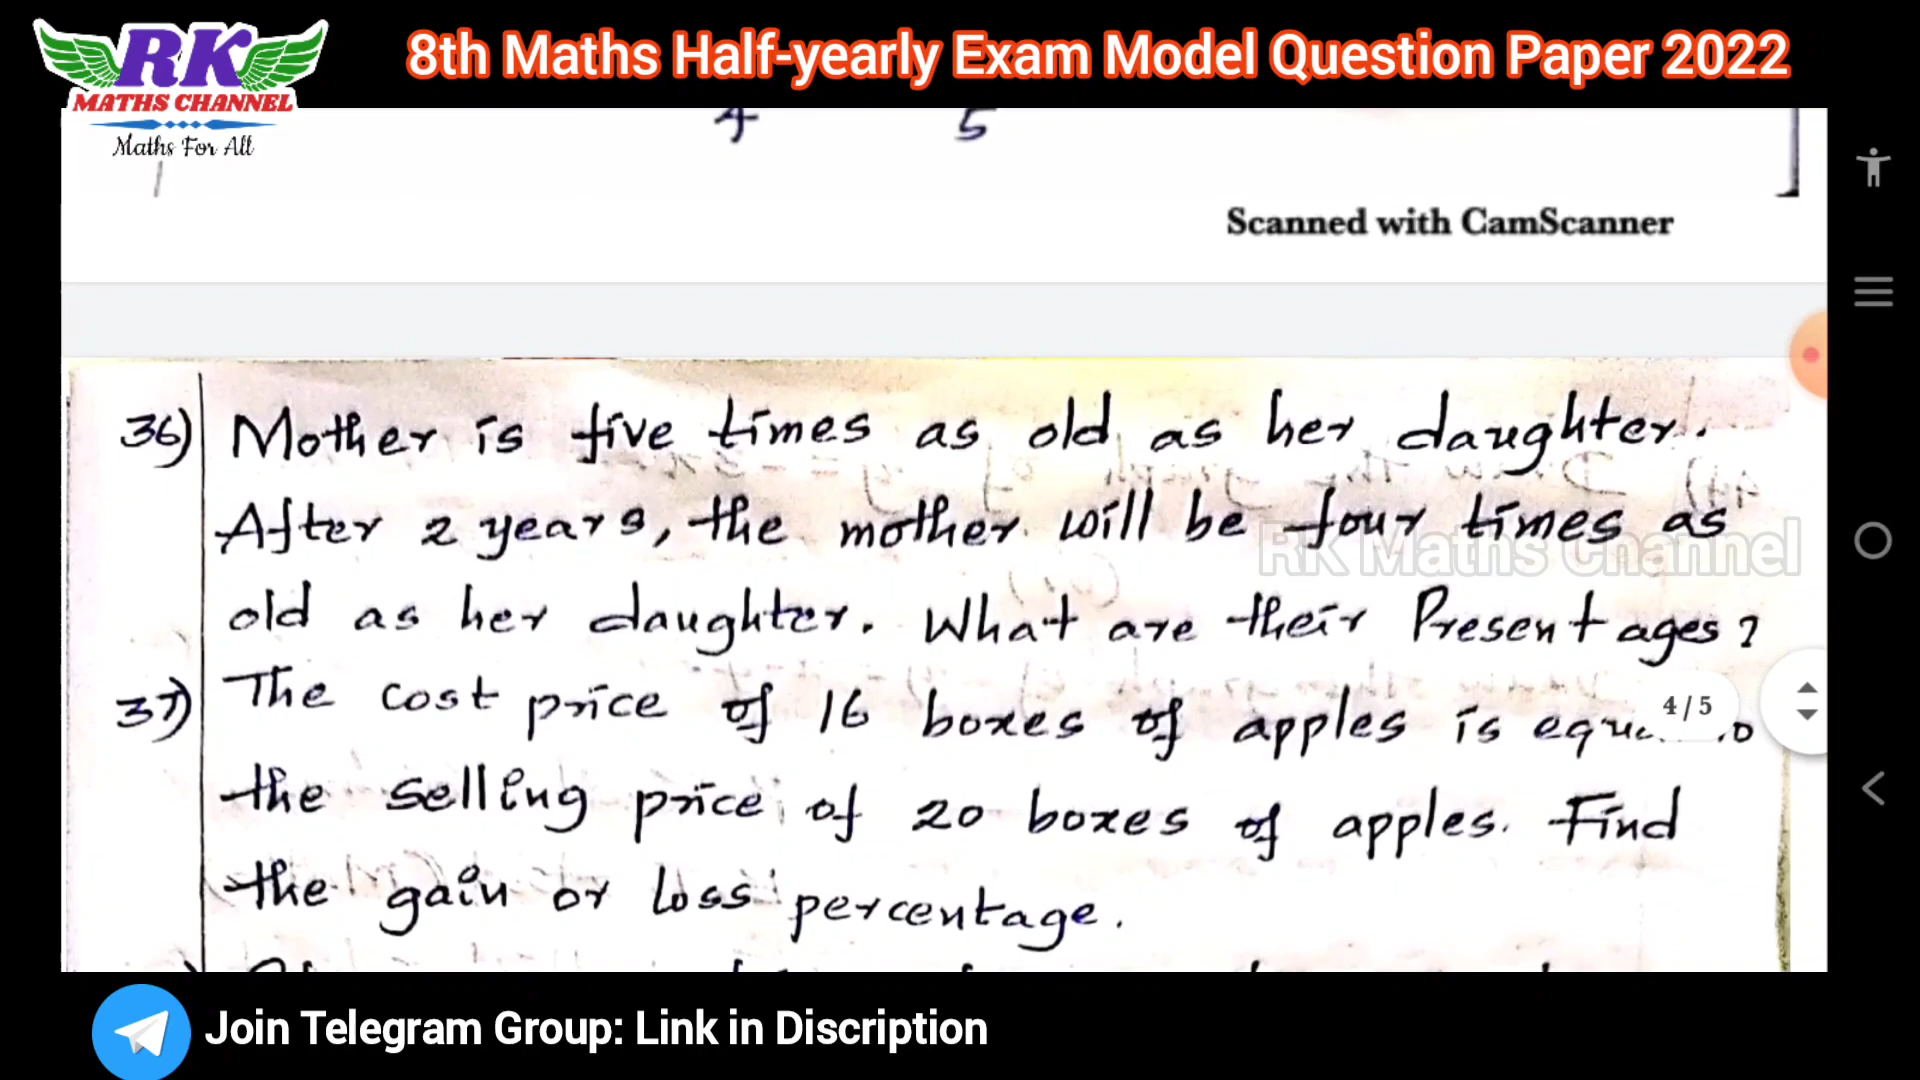 RK
MATHS CHANNEL
Maths For All
8th Maths Half-yearly Exam Model Question Paper 2022
4 5
Scanned with CamScanner
36) Mother is five times as old as her daughter.
After 2 years, the mother will be four times as
RK Maths Channel
old as her daughter. What are their Present ages?
37) The cost price of 16 boxes of apples is
4/5
the selling price of 20 boxes of apples. Find
the gain or loss percentage.
Join Telegram Group: Link in Discription